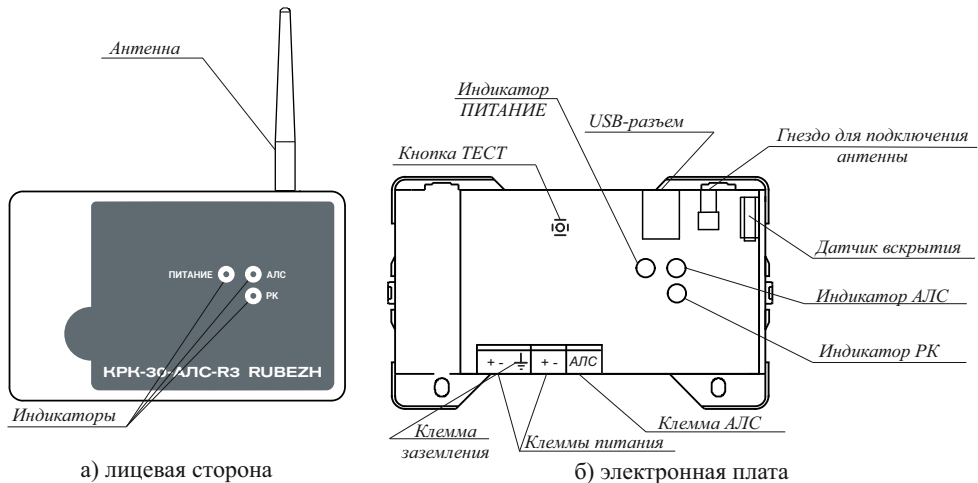 Антенна
ПИТАНИЕ
АЛС
РК
КРК-30-АЛС-R3 RUBEZH
Индикаторы
а) лицевая сторона
Индикатор
ПИТАНИЕ
USB-разъем
Кнопка ТЕСТ
Гнездо для подключения
антенны
Датчик вскрытия
Индикатор АЛС
Индикатор РК
+ -
+ -
АЛС
Клемма
заземления
Клеммы питания
Клемма АЛС
б) электронная плата